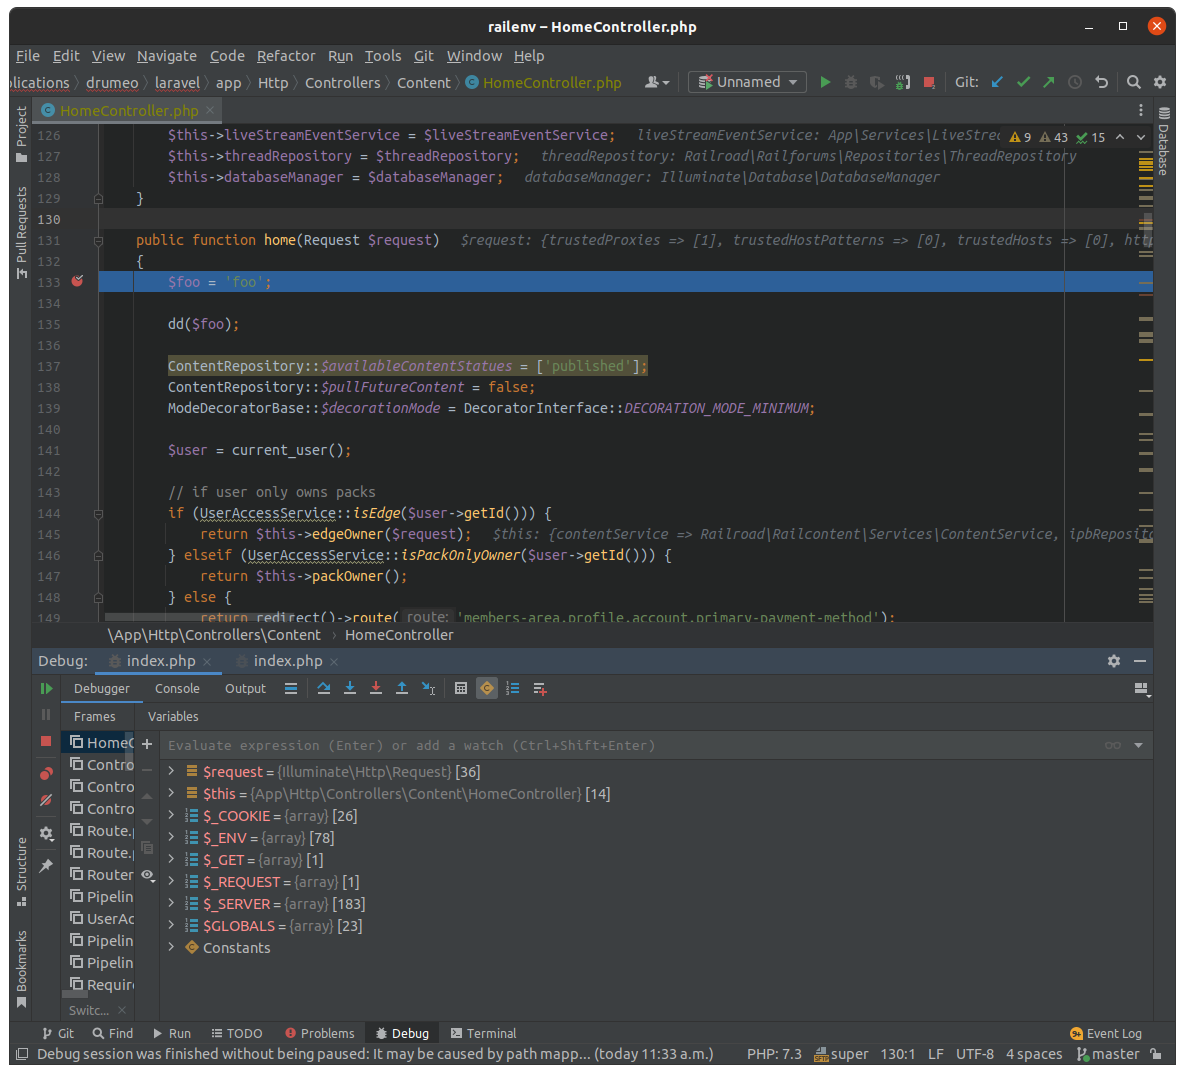 railenv – HomeController.php
File Edit View Navigate Code Refactor Run Tools Git Window Help
plications drumeo laravel app Http Controllers Content HomeController.php Unnamed Git:
HomeController.php
Project
Pull Requests
Structure
Bookmarks
Database
9 43 15
126 $this->liveStreamEventService = $liveStreamEventService; liveStreamEventService: App\Services\LiveStre
127 $this->threadRepository = $threadRepository; threadRepository: Railroad\Railforums\Repositories\ThreadRepository
128 $this->databaseManager = $databaseManager; databaseManager: Illuminate\Database\DatabaseManager
129 }
130
131 public function home(Request $request) $request: {trustedProxies => [1], trustedHostPatterns => [0], trustedHosts => [0], htt
132 {
133 $foo = 'foo';
134
135 dd($foo);
136
137 ContentRepository::$availableContentStatues = ['published'];
138 ContentRepository::$pullFutureContent = false;
139 ModeDecoratorBase::$decorationMode = DecoratorInterface::DECORATION_MODE_MINIMUM;
140
141 $user = current_user();
142
143 // if user only owns packs
144 if (UserAccessService::isEdge($user->getId())) {
145 return $this->edgeOwner($request); $this: {contentService => Railroad\Railcontent\Services\ContentService, ipbReposito
146 } elseif (UserAccessService::isPackOnlyOwner($user->getId())) {
147 return $this->packOwner();
148 } else {
149 return redirect()->route( route: 'members-area.profile.account.primary-payment-method');
\App\Http\Controllers\Content › HomeController
Debug: index.php index.php
Debugger Console Output
Frames Variables
Evaluate expression (Enter) or add a watch (Ctrl+Shift+Enter)
HomeC
Contro
Contro
Contro
Route.
Route.
Router
Pipelin
UserAc
Pipelin
Pipelin
Requir
Switc...
$request = {Illuminate\Http\Request} [36]
$this = {App\Http\Controllers\Content\HomeController} [14]
$_COOKIE = {array} [26]
$_ENV = {array} [78]
$_GET = {array} [1]
$_REQUEST = {array} [1]
$_SERVER = {array} [183]
$GLOBALS = {array} [23]
Constants
Git Find Run TODO Problems Debug Terminal 9+ Event Log
Debug session was finished without being paused: It may be caused by path mapp... (today 11:33 a.m.) PHP: 7.3 super 130:1 LF UTF-8 4 spaces master